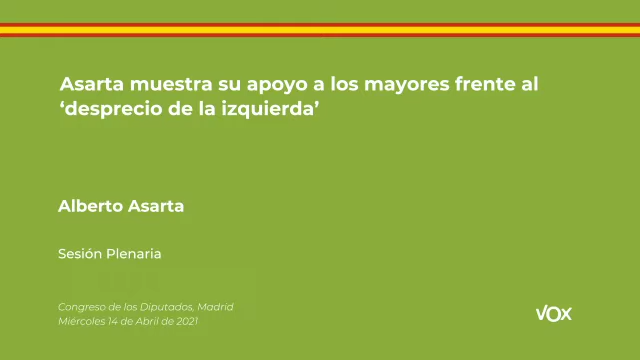 Asarta muestra su apoyo a los mayores frente al
‘desprecio de la izquierda’
Alberto Asarta
Sesión Plenaria
Congreso de los Diputados, Madrid
Miércoles 14 de Abril de 2021
VOX